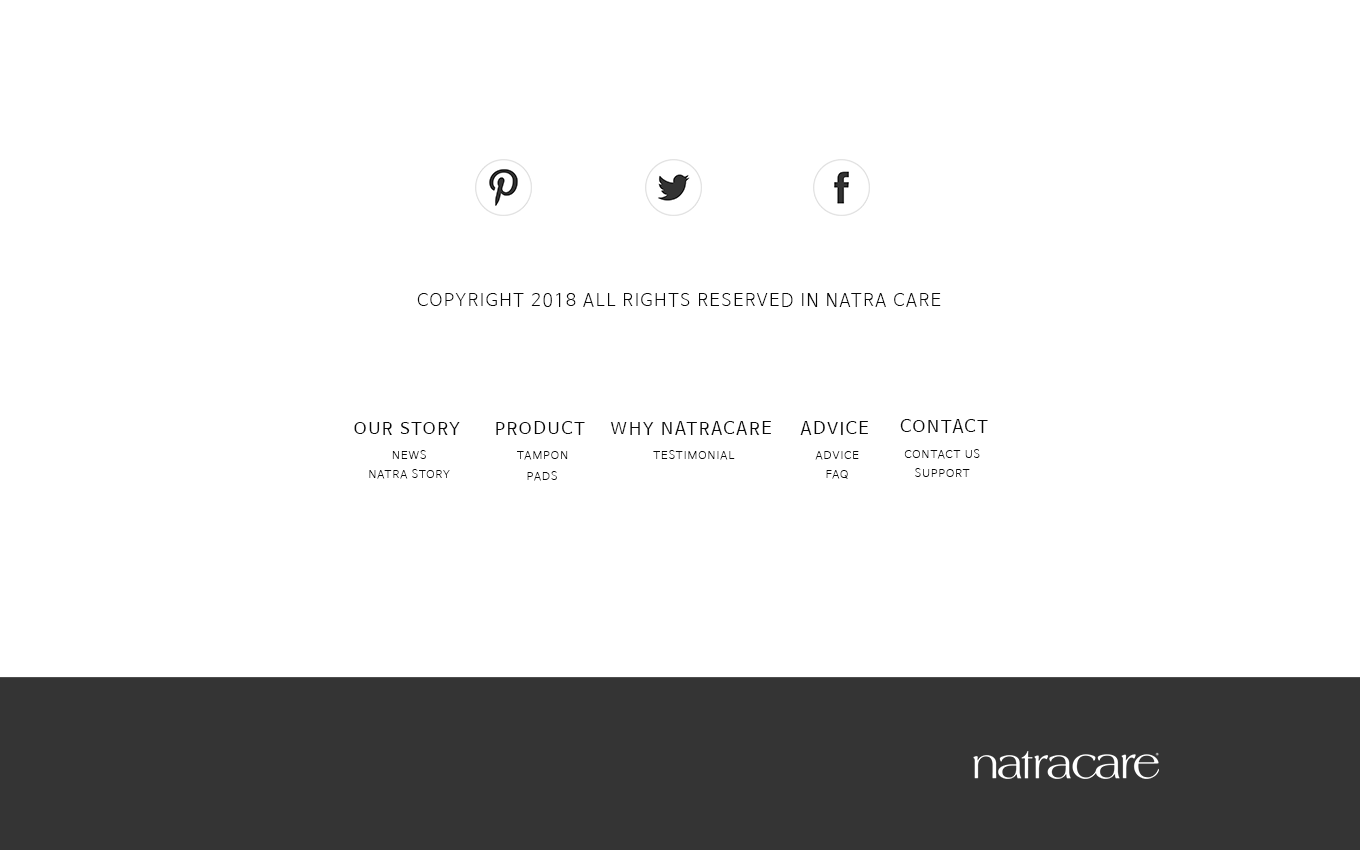 COPYRIGHT 2018 ALL RIGHTS RESERVED IN NATRA CARE
OUR STORY
NEWS
NATRA STORY
PRODUCT
TAMPON
PADS
WHY NATRACARE
TESTIMONIAL
ADVICE
ADVICE
FAQ
CONTACT
CONTACT US
SUPPORT
natracare